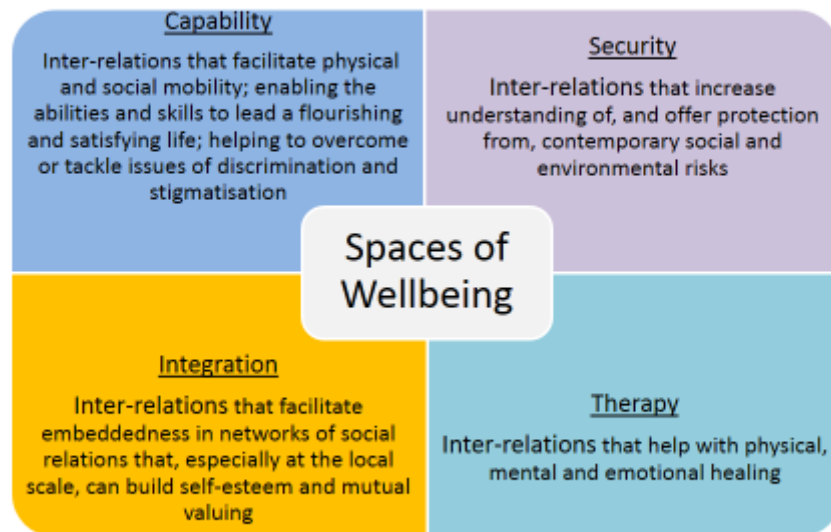 Capability
Inter-relations that facilitate physical
and social mobility; enabling the
abilities and skills to lead a flourishing
and satisfying life; helping to overcome
or tackle issues of discrimination and
stigmatisation
Security
Inter-relations that increase
understanding of, and offer protection
from, contemporary social and
environmental risks
Spaces of
Wellbeing
Integration
Inter-relations that facilitate
embeddedness in networks of social
relations that, especially at the local
scale, can build self-esteem and mutual
valuing
Therapy
Inter-relations that help with physical,
mental and emotional healing